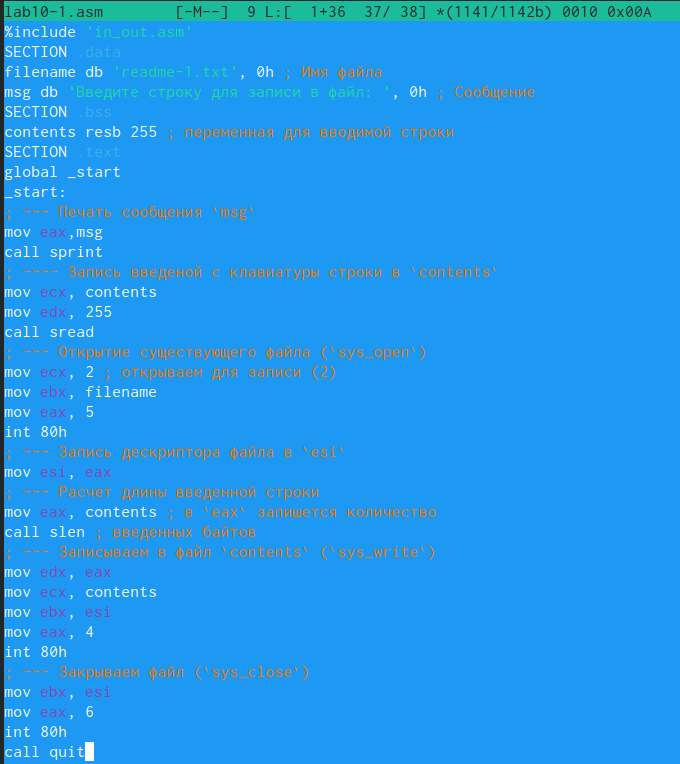 lab10-1.asm [-M--] 9 L:[ 1+36 37/ 38] *(1141/1142b) 0010 0x00A
%include 'in_out.asm'
SECTION .data
filename db 'readme-1.txt', 0h ; Имя файла
msg db 'Введите строку для записи в файл: ', 0h ; Сообщение
SECTION .bss
contents resb 255 ; переменная для вводимой строки
SECTION .text
global _start
_start:
; --- Печать сообщения `msg`
mov eax,msg
call sprint
; ---- Запись введеной с клавиатуры строки в `contents`
mov ecx, contents
mov edx, 255
call sread
; --- Открытие существующего файла (`sys_open`)
mov ecx, 2 ; открываем для записи (2)
mov ebx, filename
mov eax, 5
int 80h
; --- Запись дескриптора файла в `esi`
mov esi, eax
; --- Расчет длины введенной строки
mov eax, contents ; в `eax` запишется количество
call slen ; введенных байтов
; --- Записываем в файл `contents` (`sys_write`)
mov edx, eax
mov ecx, contents
mov ebx, esi
mov eax, 4
int 80h
; --- Закрываем файл (`sys_close`)
mov ebx, esi
mov eax, 6
int 80h
call quit